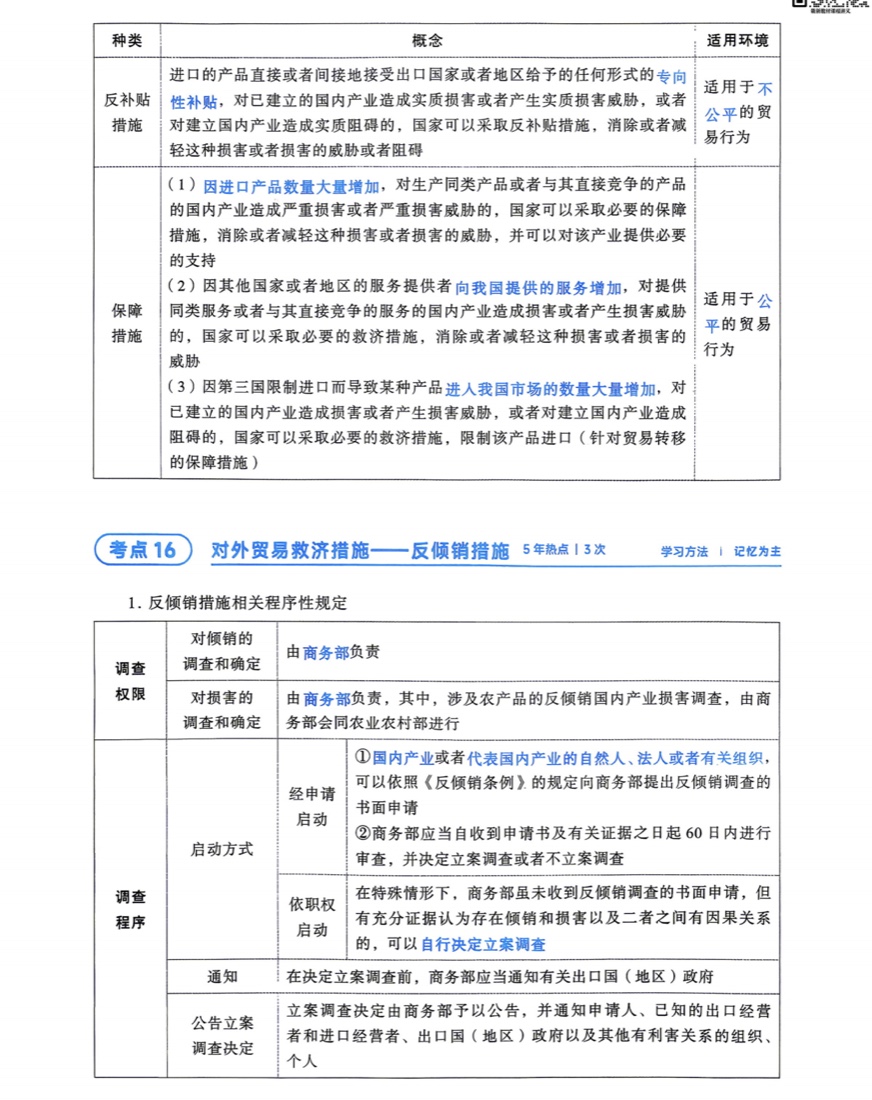 种类 概念 适用环境
反补贴
措施
进口的产品直接或者间接地接受出口国家或者地区给予的任何形式的专向
性补贴，对已建立的国内产业造成实质损害或者产生实质损害威胁，或者
对建立国内产业造成实质阻碍的，国家可以采取反补贴措施，消除或者减
轻这种损害或者损害的威胁或者阻碍
适用于不
公平的贸
易行为
保障
措施
（1）因进口产品数量大量增加，对生产同类产品或者与其直接竞争的产品
的国内产业造成严重损害或者严重损害威胁的，国家可以采取必要的保障
措施，消除或者减轻这种损害或者损害的威胁，并可以对该产业提供必要
的支持
（2）因其他国家或者地区的服务提供者向我国提供的服务增加，对提供
同类服务或者与其直接竞争的服务的国内产业造成损害或者产生损害威胁
的，国家可以采取必要的救济措施，消除或者减轻这种损害或者损害的
威胁
（3）因第三国限制进口而导致某种产品进人我国市场的数量大量增加，对
已建立的国内产业造成损害或者产生损害威胁，或者对建立国内产业造成
阻碍的，国家可以采取必要的救济措施，限制该产品进口（针对贸易转移
的保障措施）
适用于公
平的贸易
行为
考点 16 对外贸易救济措施——反倾销措施 5 年热点 | 3 次 学习方法 | 记忆为主
1. 反倾销措施相关程序性规定
调查
权限
对倾销的
调查和确定
由商务部负责
对损害的
调查和确定
由商务部负责，其中，涉及农产品的反倾销国内产业损害调查，由商
务部会同农业农村部进行
调查
程序
启动方式
经申请
启动
①国内产业或者代表国内产业的自然人、法人或者有关组织，
可以依照《反倾销条例》的规定向商务部提出反倾销调查的
书面申请
②商务部应当自收到申请书及有关证据之日起 60 日内进行
审查，并决定立案调查或者不立案调查
依职权
启动
在特殊情形下，商务部虽未收到反倾销调查的书面申请，但
有充分证据认为存在倾销和损害以及二者之间有因果关系
的，可以自行决定立案调查
通知 在决定立案调查前，商务部应当通知有关出口国（地区）政府
公告立案
调查决定
立案调查决定由商务部予以公告，并通知申请人、已知的出口经营
者和进口经营者、出口国（地区）政府以及其他有利害关系的组织、
个人